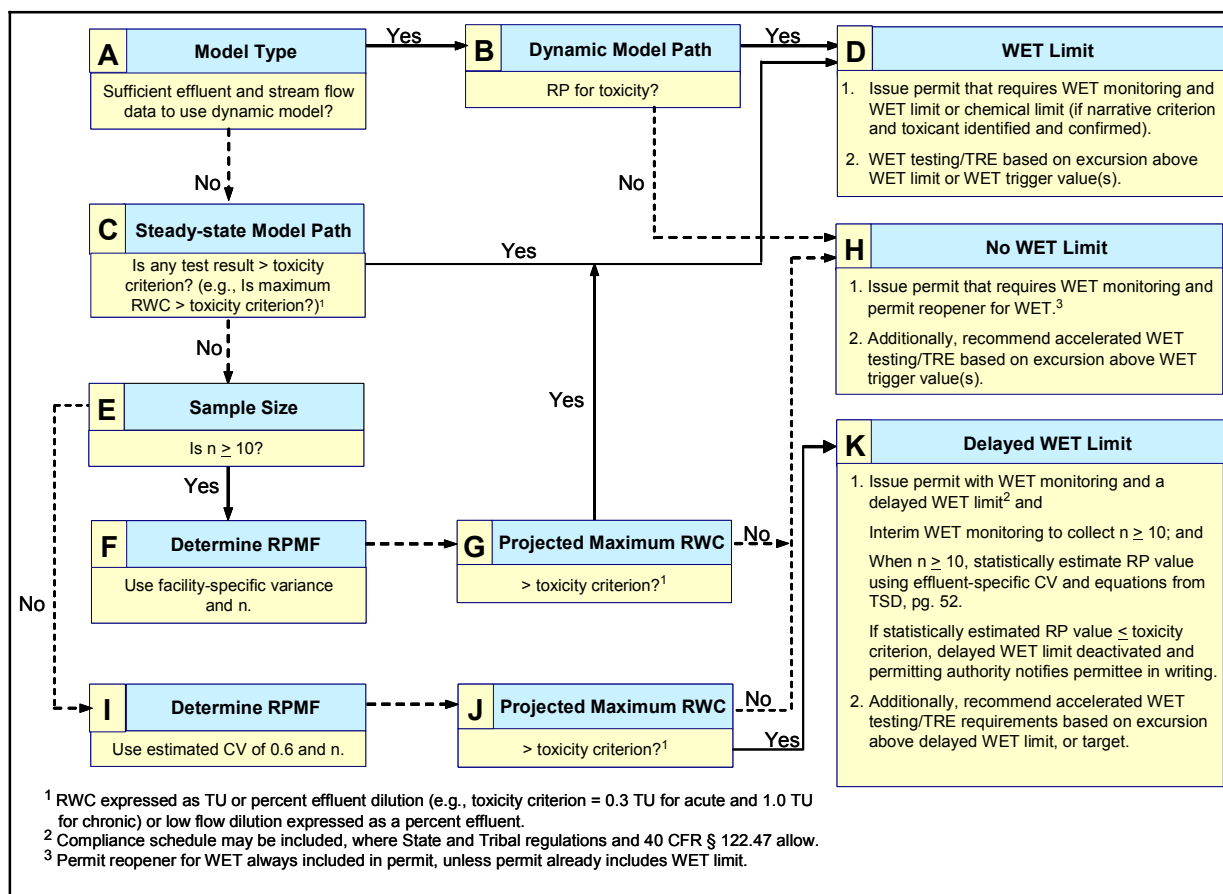 A
Model Type
Sufficient effluent and stream flow
data to use dynamic model?
Yes
B
Dynamic Model Path
RP for toxicity?
Yes
D
WET Limit
1. Issue permit that requires WET monitoring and
WET limit or chemical limit (if narrative criterion
and toxicant identified and confirmed).
2. WET testing/TRE based on excursion above
WET limit or WET trigger value(s).
No
No
C
Steady-state Model Path
Is any test result > toxicity
criterion? (e.g., Is maximum
RWC > toxicity criterion?)¹
Yes
H
No WET Limit
1. Issue permit that requires WET monitoring and
permit reopener for WET.³
2. Additionally, recommend accelerated WET
testing/TRE based on excursion above WET
trigger value(s).
No
E
Sample Size
Is n ≥ 10?
Yes
Yes
No
F
Determine RPMF
Use facility-specific variance
and n.
G
Projected Maximum RWC
> toxicity criterion?¹
No
K
Delayed WET Limit
1. Issue permit with WET monitoring and a
delayed WET limit² and
Interim WET monitoring to collect n ≥ 10; and
When n ≥ 10, statistically estimate RP value
using effluent-specific CV and equations from
TSD, pg. 52.
If statistically estimated RP value ≤ toxicity
criterion, delayed WET limit deactivated and
permitting authority notifies permittee in writing.
2. Additionally, recommend accelerated WET
testing/TRE requirements based on excursion
above delayed WET limit, or target.
I
Determine RPMF
Use estimated CV of 0.6 and n.
J
Projected Maximum RWC
> toxicity criterion?¹
No
Yes
¹ RWC expressed as TU or percent effluent dilution (e.g., toxicity criterion = 0.3 TU for acute and 1.0 TU
for chronic) or low flow dilution expressed as a percent effluent.
² Compliance schedule may be included, where State and Tribal regulations and 40 CFR § 122.47 allow.
³ Permit reopener for WET always included in permit, unless permit already includes WET limit.